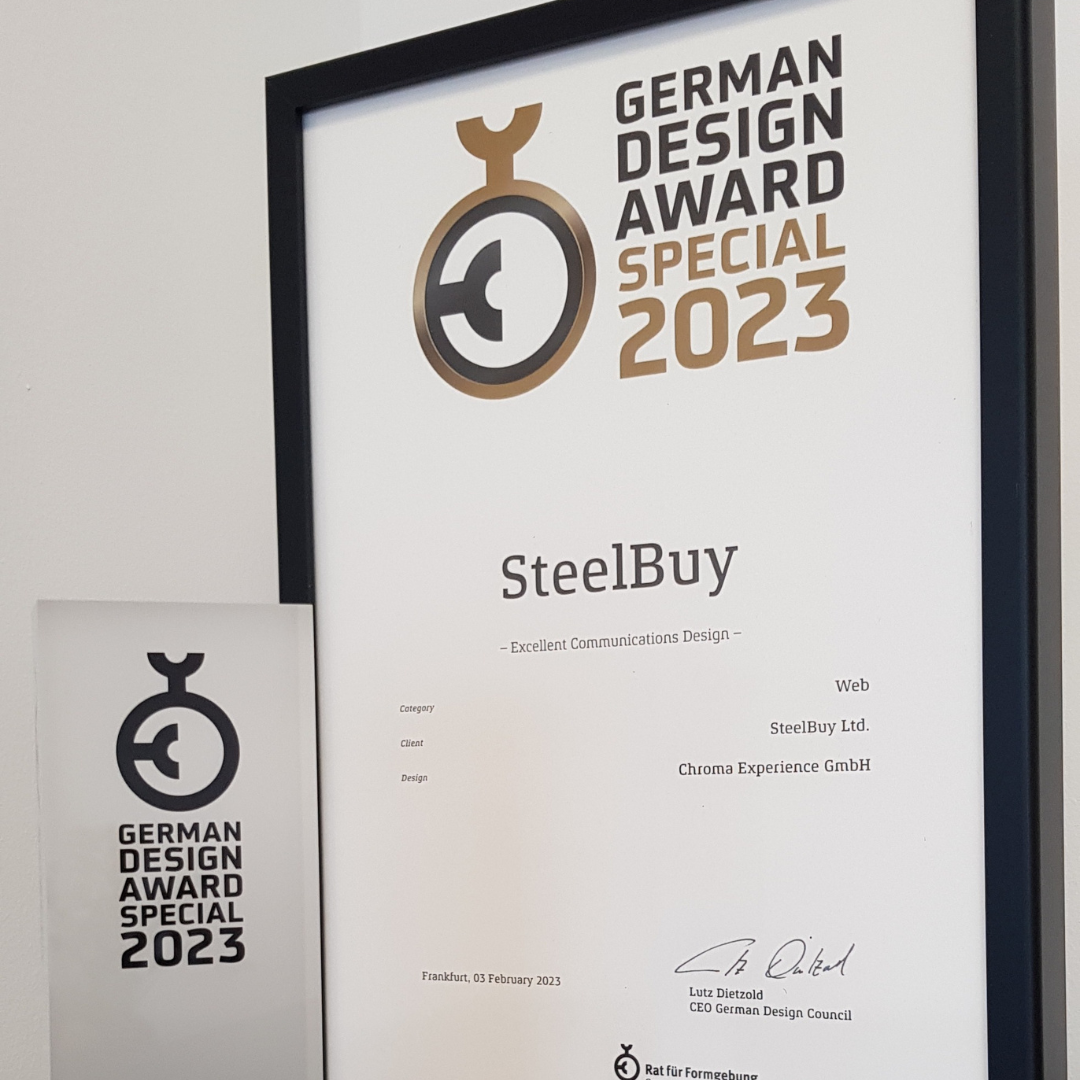 GERMAN
DESIGN
AWARD
SPECIAL
2023
SteelBuy
– Excellent Communications Design –
Category Web
Client SteelBuy Ltd.
Design Chroma Experience GmbH
Frankfurt, 03 February 2023
Lutz Dietzold
CEO German Design Council
Rat für Formgebung
GERMAN
DESIGN
AWARD
SPECIAL
2023